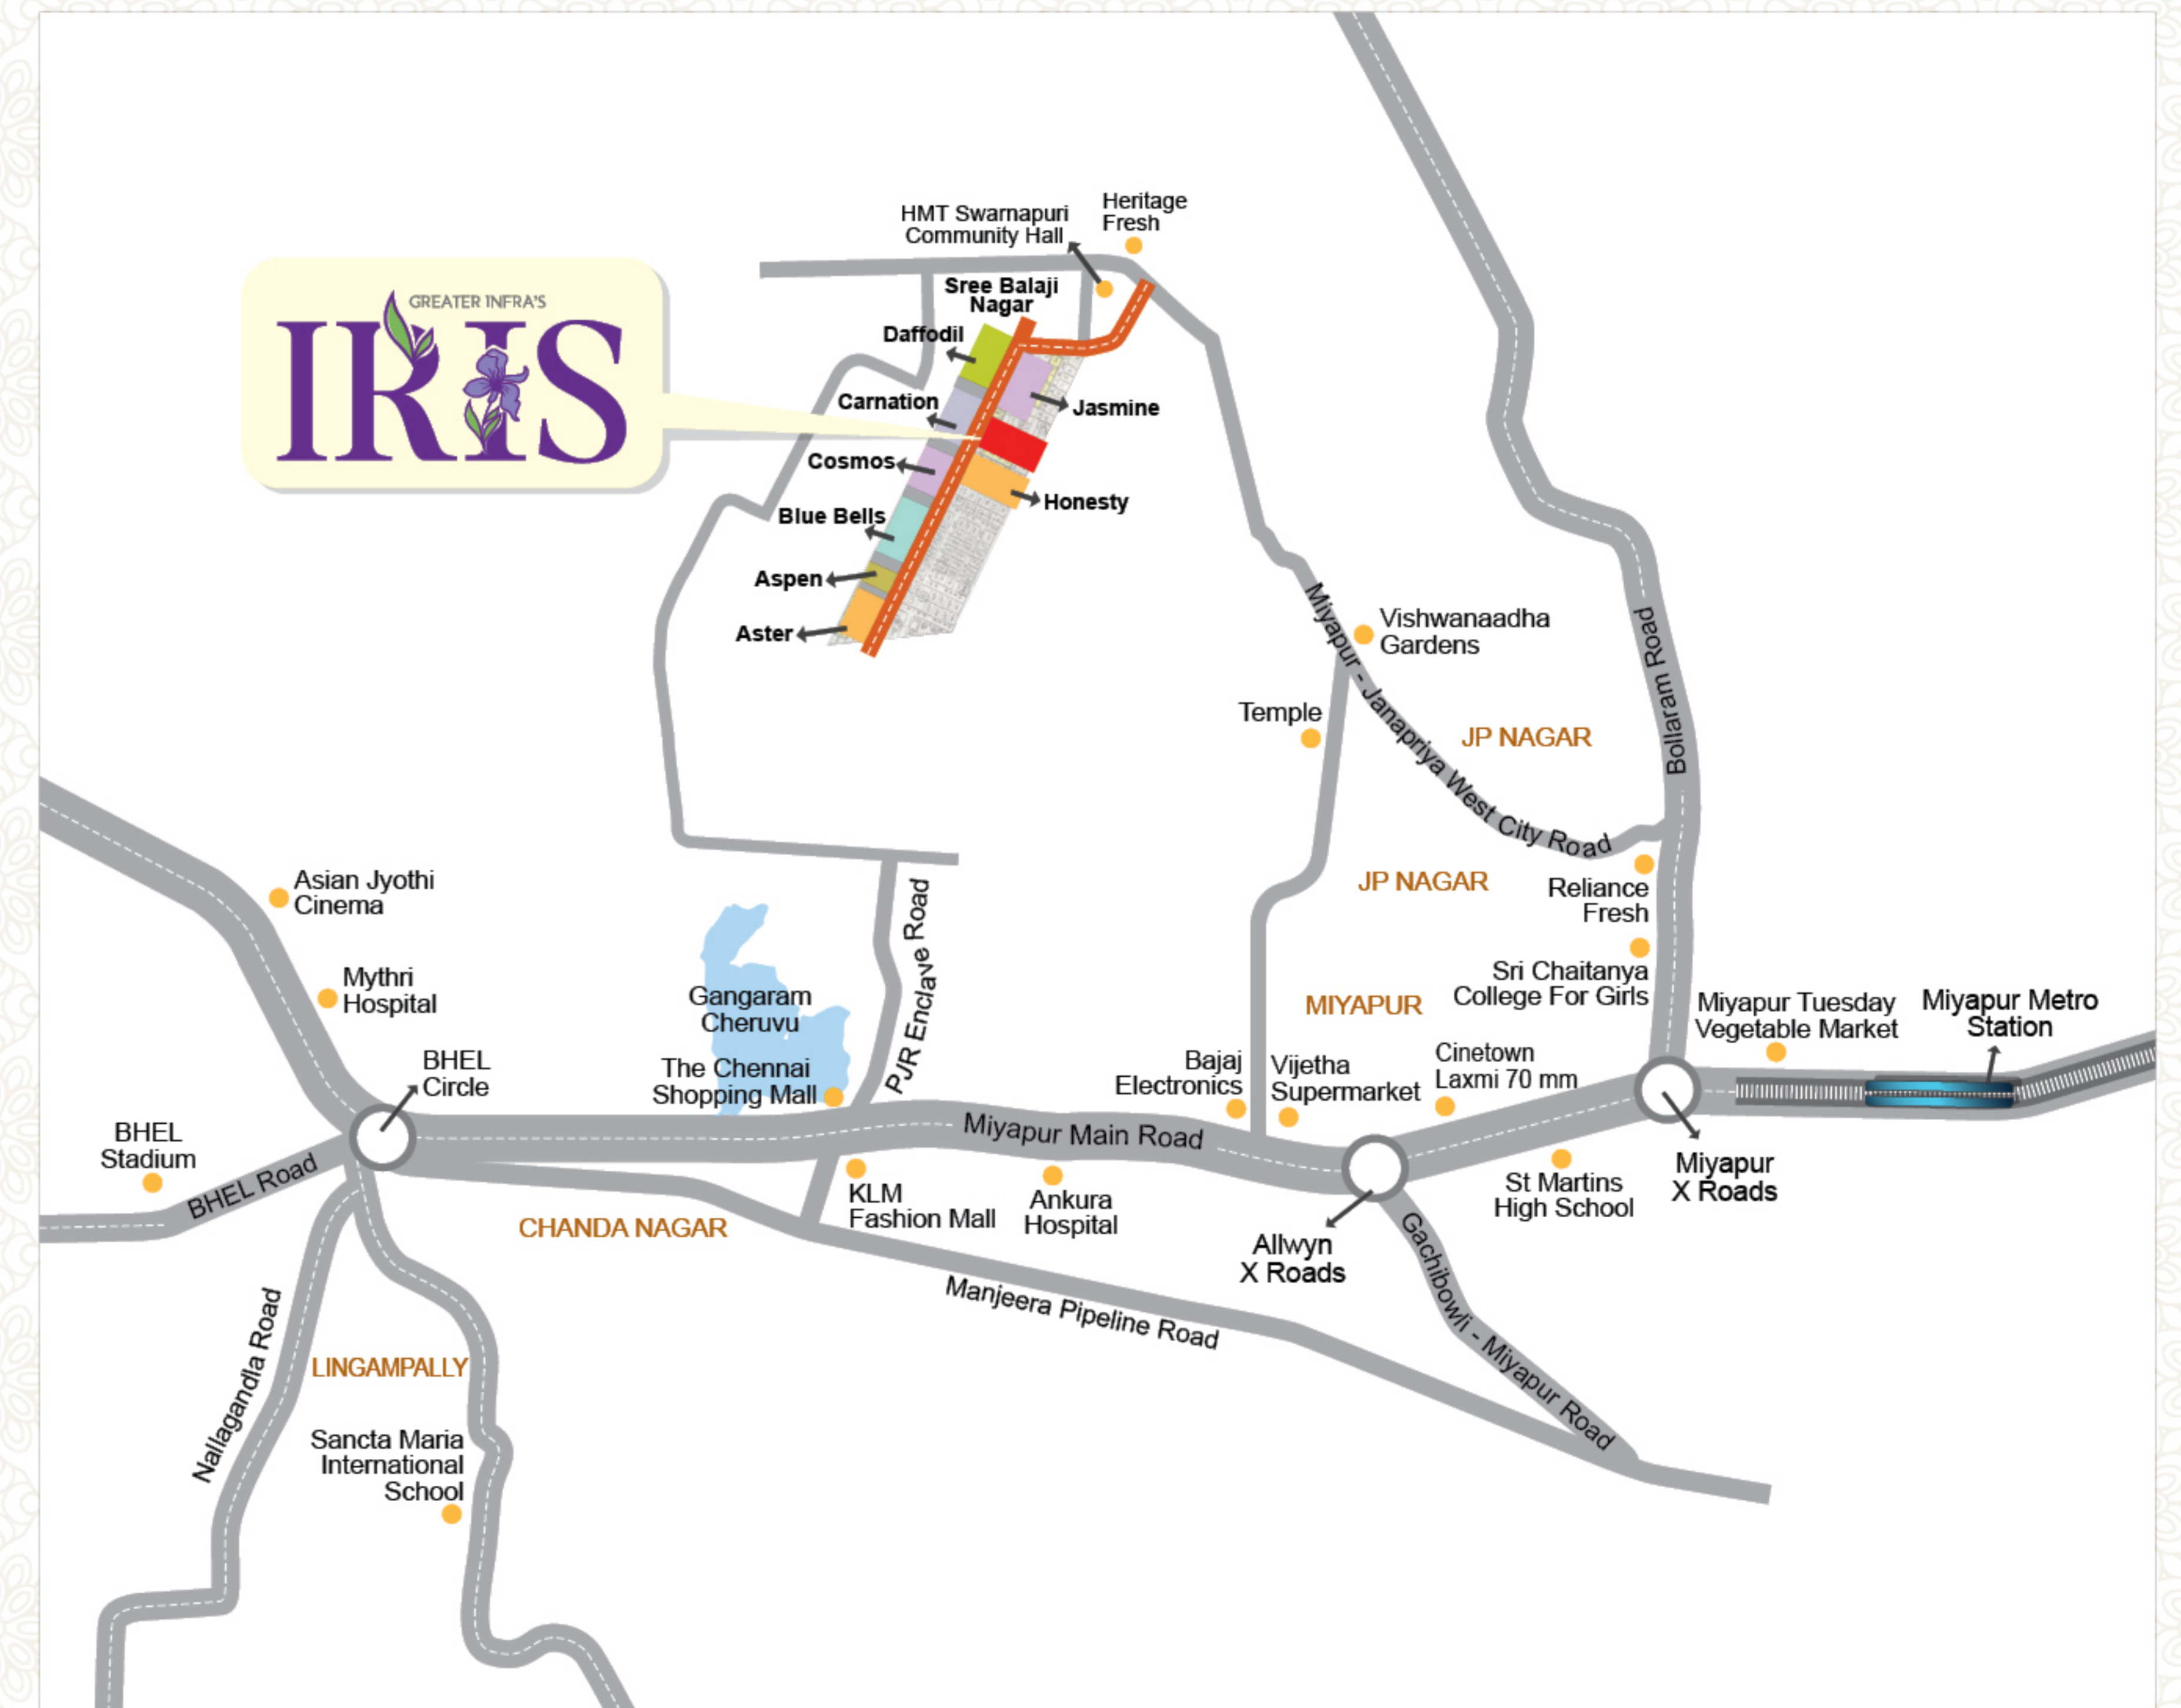 HMT Swarnapuri
Community Hall
Heritage
Fresh
GREATER INFRA'S
IRIS
Sree Balaji
Nagar
Daffodil
Carnation
Jasmine
Cosmos
Honesty
Blue Bells
Aspen
Aster
Miyapur - Janapriya West City Road
Vishwanaadha
Gardens
Bollaram Road
Temple
JP NAGAR
JP NAGAR
Reliance
Fresh
Asian Jyothi
Cinema
PJR Enclave Road
Mythri
Hospital
Gangaram
Cheruvu
MIYAPUR
Sri Chaitanya
College For Girls
Miyapur Tuesday
Vegetable Market
Miyapur Metro
Station
BHEL
Circle
The Chennai
Shopping Mall
Bajaj
Electronics
Vijetha
Supermarket
Cinetown
Laxmi 70 mm
BHEL
Stadium
Miyapur Main Road
BHEL Road
CHANDA NAGAR
KLM
Fashion Mall
Ankura
Hospital
St Martins
High School
Miyapur
X Roads
Allwyn
X Roads
Gachibowli - Miyapur Road
Manjeera Pipeline Road
Nallagandla Road
LINGAMPALLY
Sancta Maria
International
School